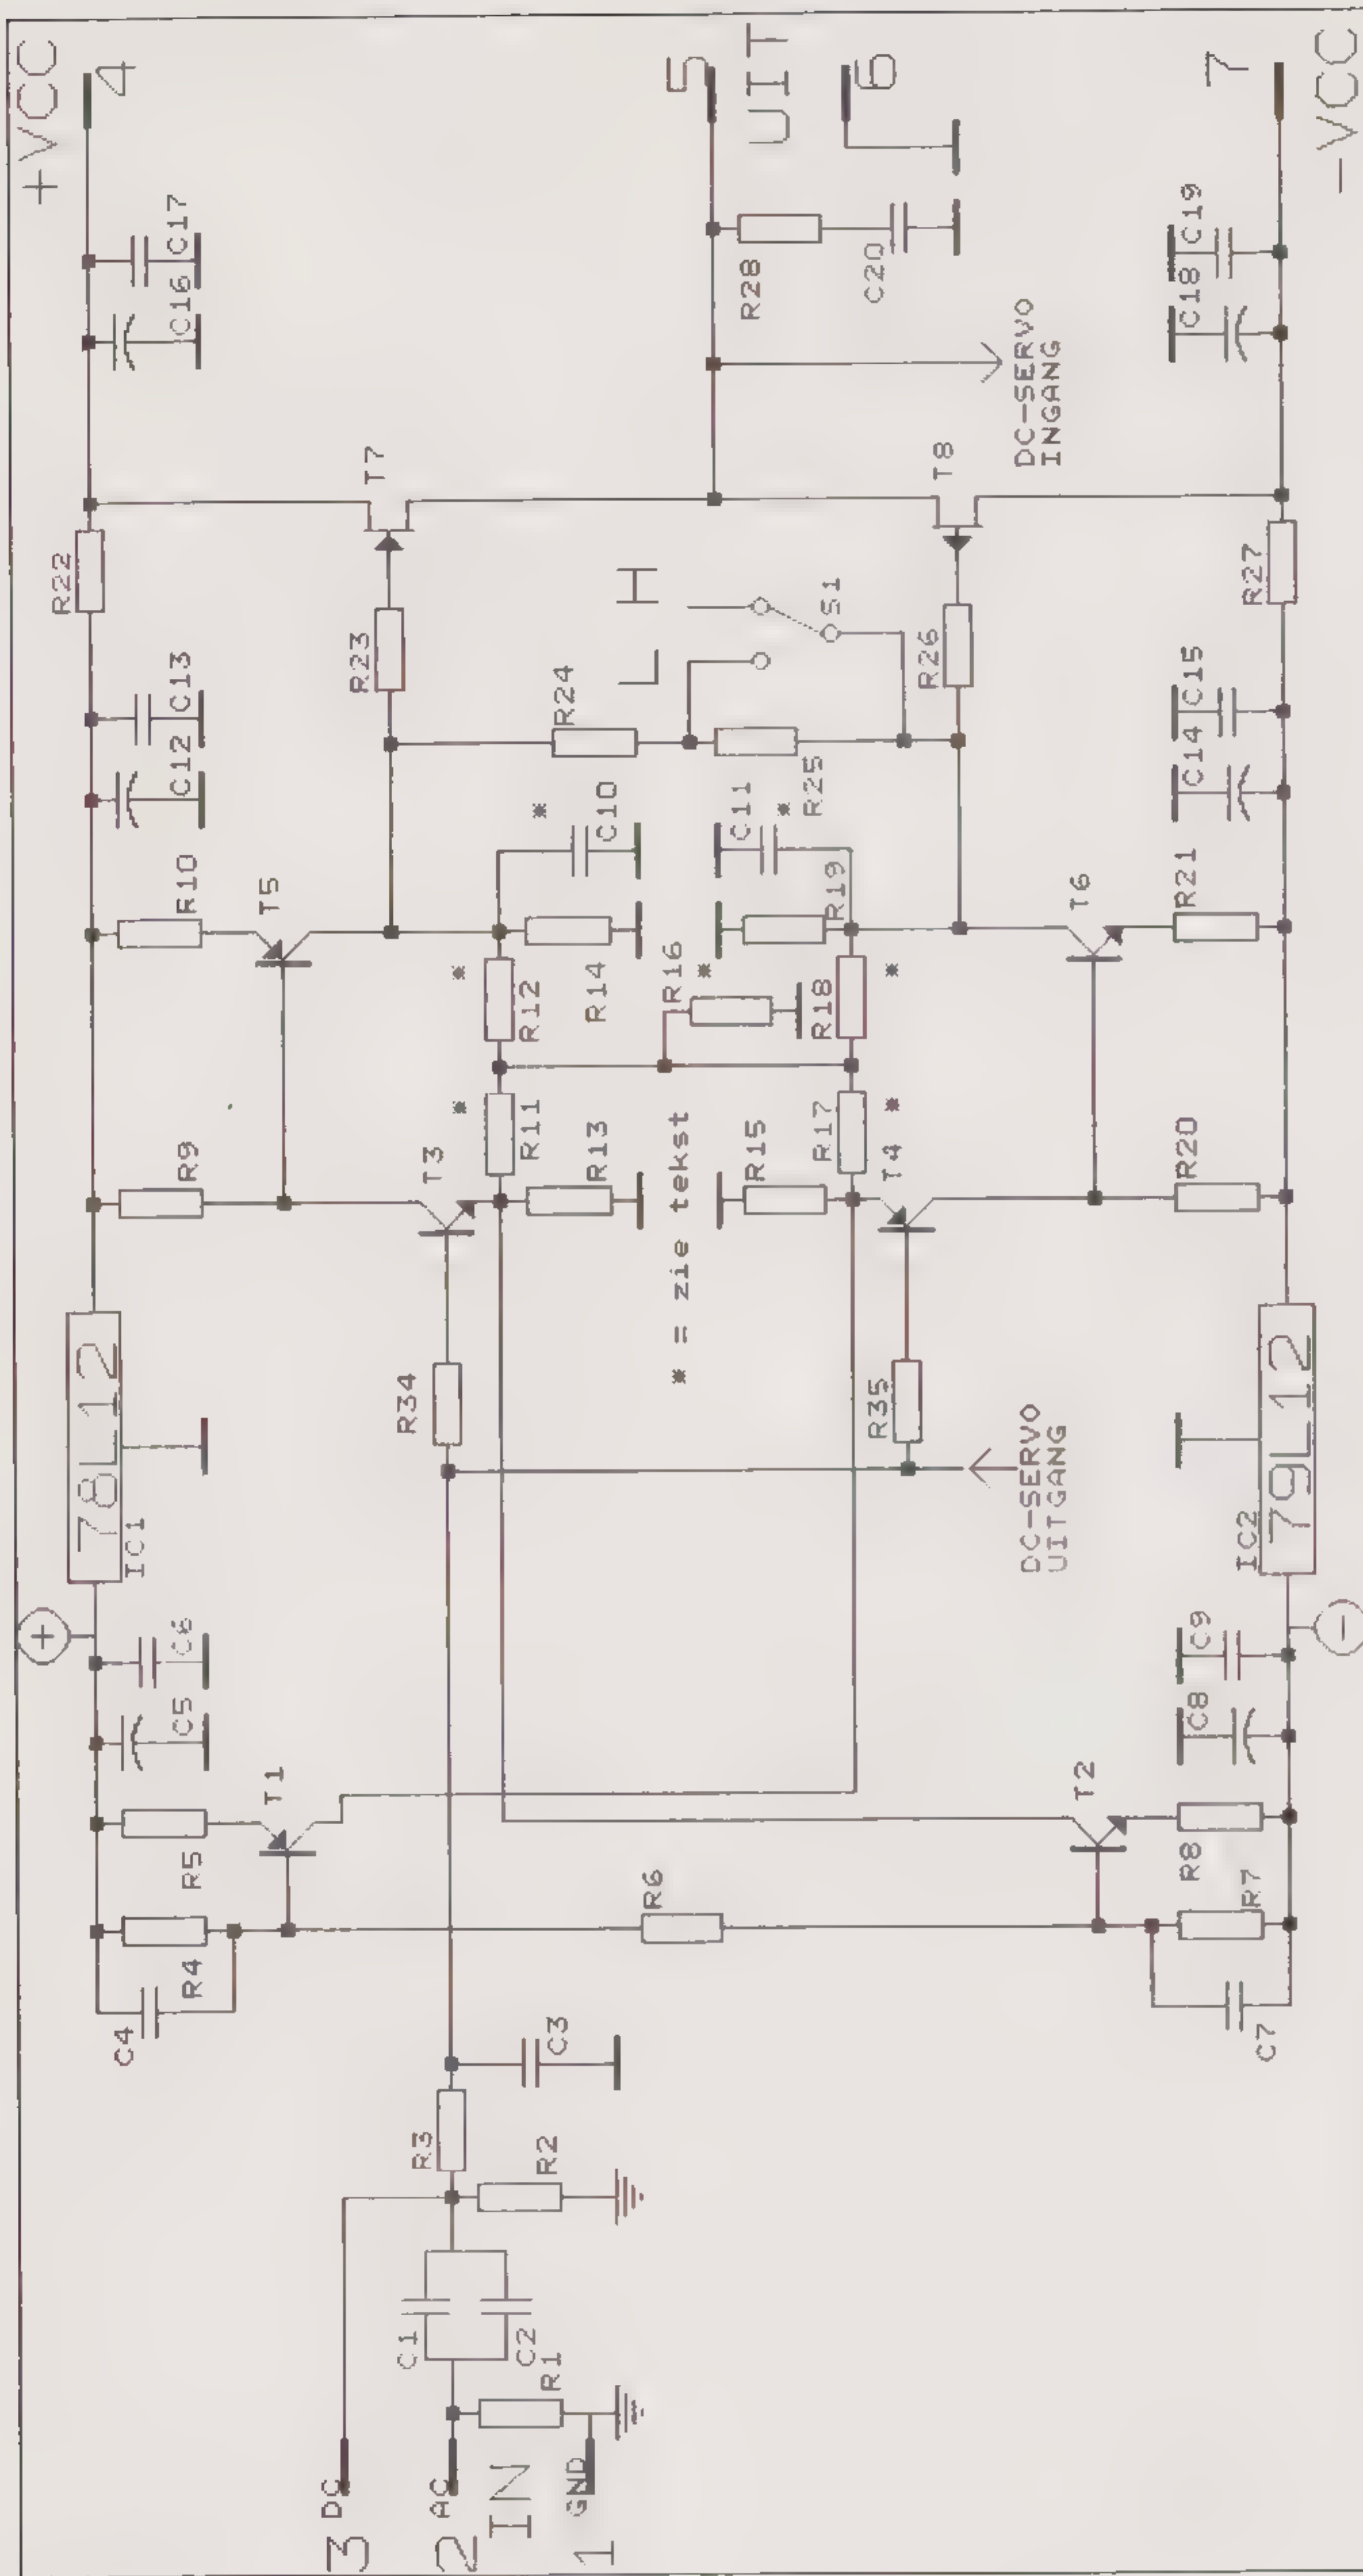 +VCC
4
C17
C16
R22
C13
C12
R10
R9
78L12
IC1
+
C6
C5
R5
R4
C4
T7
R23
T5
T3
R34
T1
5
UIT
6
R28
C20
DC-SERVO
INGANG
H
L
S1
R24
R25
R26
T8
*
C10
C11
*
*
R12
R14
R16
*
R19
R18
*
*
R11
R13
R15
R17
*
T4
T6
* = zie tekst
R35
DC-SERVO
UITGANG
R6
T2
C3
R3
R2
C1
C2
R1
3 DC
2 AC
IN
1 GND
7
-VCC
C19
C18
R27
C15
C14
R21
R20
79L12
IC2
-
C9
C8
R8
R7
C7